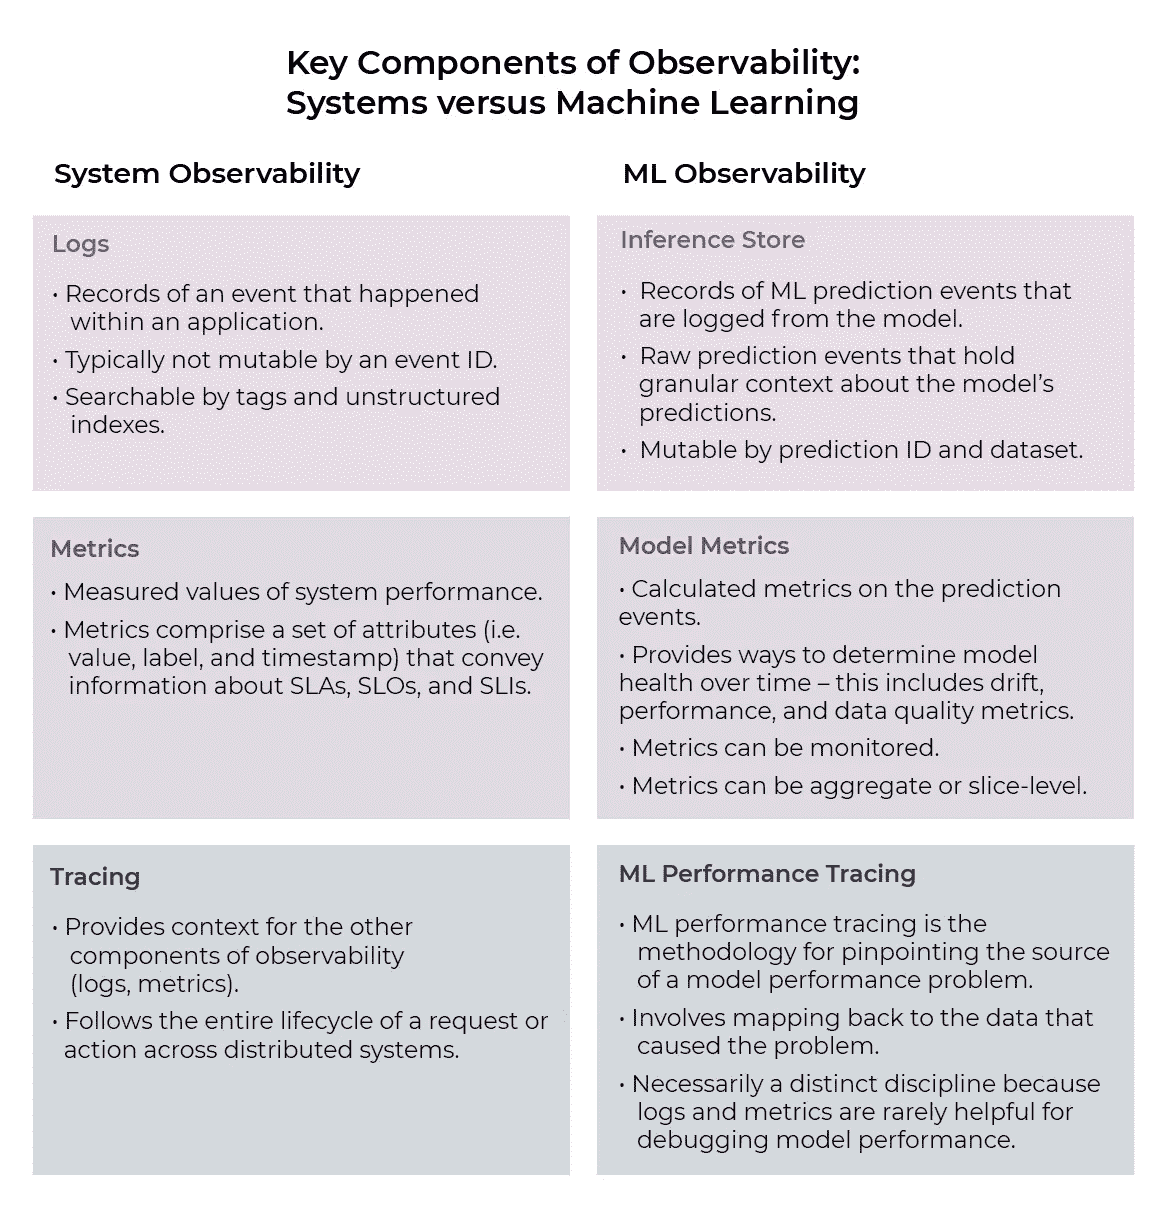 Key Components of Observability:
Systems versus Machine Learning
System Observability
Logs
• Records of an event that happened
within an application.
• Typically not mutable by an event ID.
• Searchable by tags and unstructured
indexes.
Metrics
• Measured values of system performance.
• Metrics comprise a set of attributes (i.e.
value, label, and timestamp) that convey
information about SLAs, SLOs, and SLIs.
Tracing
• Provides context for the other
components of observability
(logs, metrics).
• Follows the entire lifecycle of a request or
action across distributed systems.
ML Observability
Inference Store
• Records of ML prediction events that
are logged from the model.
• Raw prediction events that hold
granular context about the model’s
predictions.
• Mutable by prediction ID and dataset.
Model Metrics
• Calculated metrics on the prediction
events.
• Provides ways to determine model
health over time – this includes drift,
performance, and data quality metrics.
• Metrics can be monitored.
• Metrics can be aggregate or slice-level.
ML Performance Tracing
• ML performance tracing is the
methodology for pinpointing the source
of a model performance problem.
• Involves mapping back to the data that
caused the problem.
• Necessarily a distinct discipline because
logs and metrics are rarely helpful for
debugging model performance.